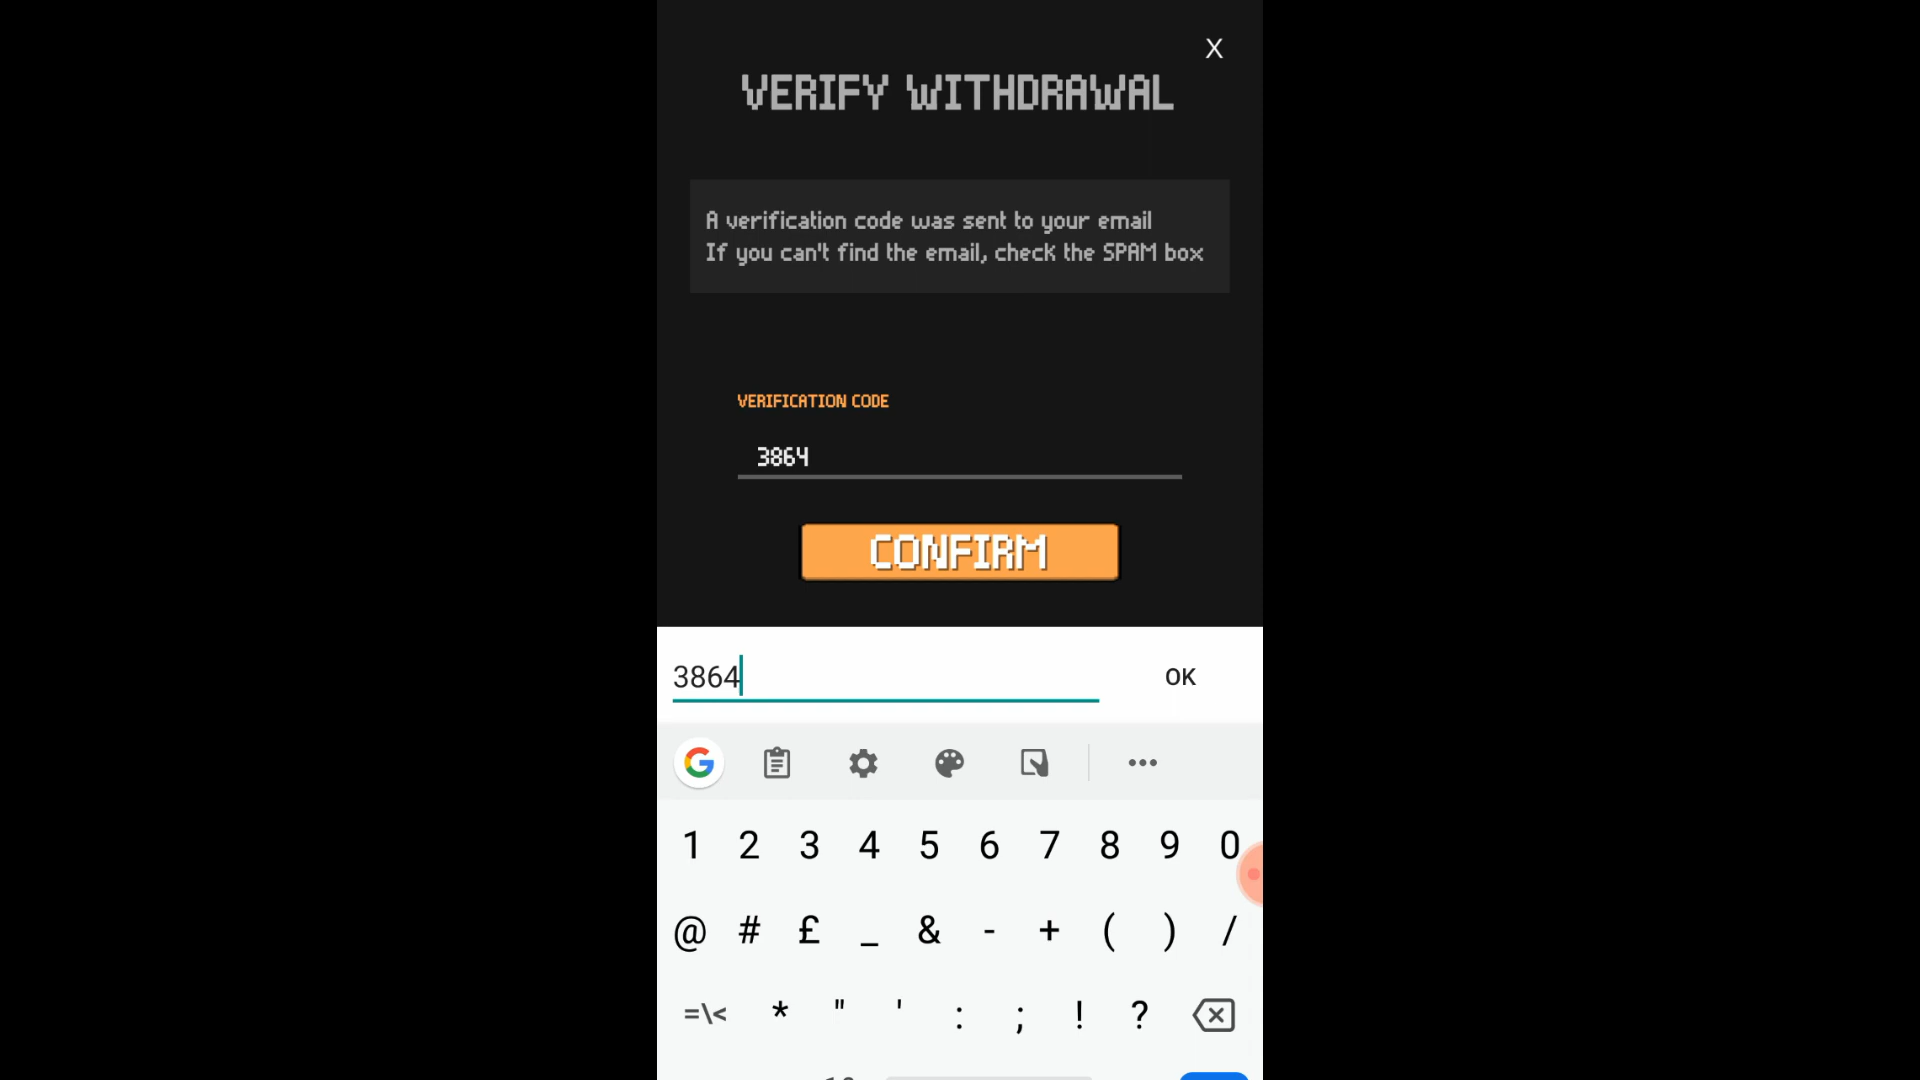 X
VERIFY WITHDRAWAL
A verification code was sent to your email
If you can't find the email, check the SPAM box
VERIFICATION CODE
3864
CONFIRM
3864 OK
1 2 3 4 5 6 7 8 9 0
@ # £ _ & - + ( ) /
=\< * " ' : ; ! ?